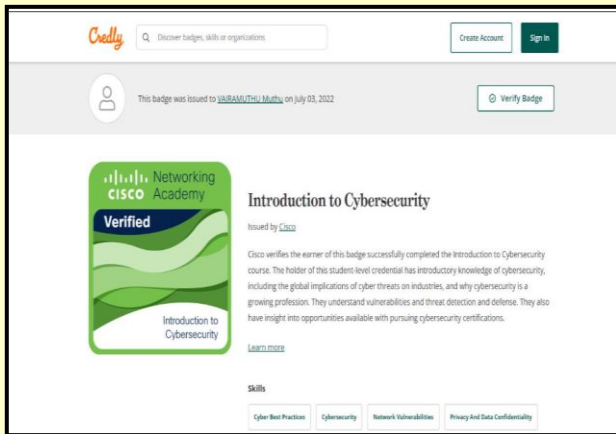 Credly
Discover badges, skills or organizations
Create Account
Sign In
This badge was issued to VAIRAMUTHU Muthu on July 03, 2022
Verify Badge
CISCO
Networking
Academy
Verified
Introduction to
Cybersecurity
Introduction to Cybersecurity
Issued by Cisco
Cisco verifies the earner of this badge successfully completed the Introduction to Cybersecurity
course. The holder of this student-level credential has introductory knowledge of cybersecurity,
including the global implications of cyber threats on industries, and why cybersecurity is a
growing profession. They understand vulnerabilities and threat detection and defense. They also
have insight into opportunities available with pursuing cybersecurity certifications.
Learn more
Skills
Cyber Best Practices
Cybersecurity
Network Vulnerabilities
Privacy And Data Confidentiality